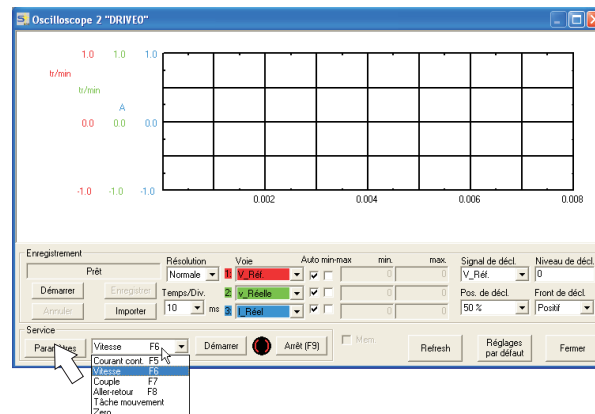 Oscilloscope 2 "DRIVE0"
1.0 1.0 1.0
tr/min
tr/min
A
0.0 0.0 0.0
-1.0 -1.0 -1.0
0.002 0.004 0.006 0.008
Enregistrement
Prêt
Démarrer Enregistrer
Annuler Importer
Résolution Voie Auto min-max min. max. Signal de décl. Niveau de décl.
Normale 1: V_Réf. 0 0 V_Réf. 0
Temps/Div. 2: v_Réelle 0 0 Pos. de décl. Front de décl.
10 ms 3: I_Réel 0 0 50 % Positif
Service
Paramètres Vitesse F6 Démarrer Arrêt (F9) Mem. Refresh Réglages par défaut Fermer
Courant cont. F5
Vitesse F6
Couple F7
Aller-retour F8
Tâche mouvement
Zero